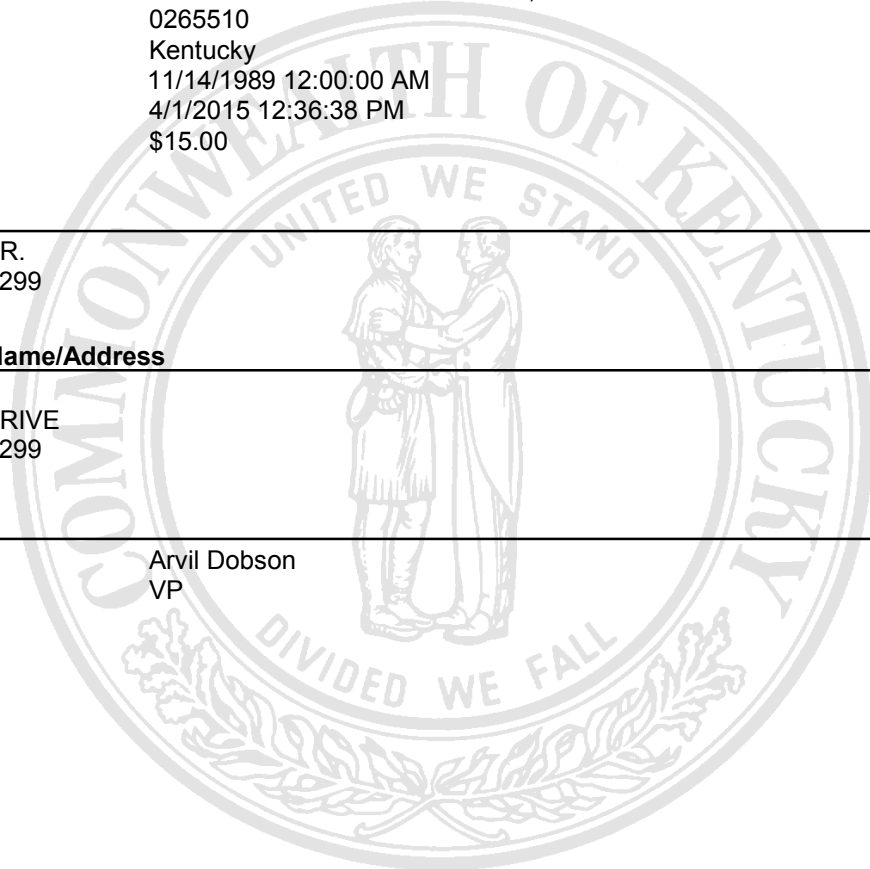 0265510
Kentucky
11/14/1989 12:00:00 AM
4/1/2015 12:36:38 PM
$15.00
R.
299
Name/Address
RIVE
299
Arvil Dobson
VP
COMMONWEALTH OF KENTUCKY
UNITED WE STAND
DIVIDED WE FALL